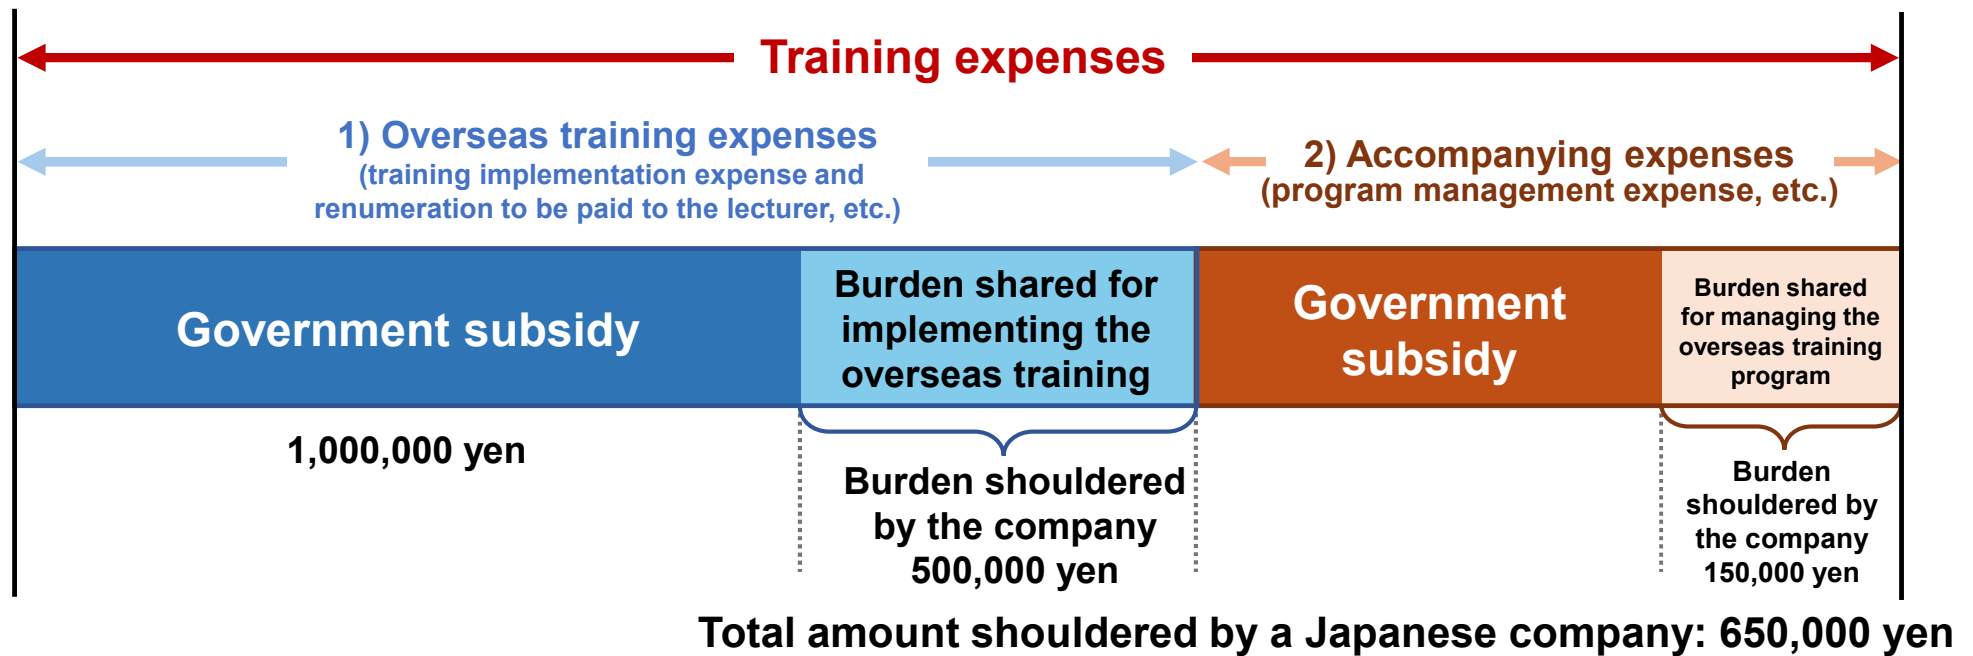 Training expenses
1) Overseas training expenses
(training implementation expense and
renumeration to be paid to the lecturer, etc.)
2) Accompanying expenses
(program management expense, etc.)
Government subsidy
Burden shared for
implementing the
overseas training
Government
subsidy
Burden shared
for managing the
overseas training
program
1,000,000 yen
Burden shouldered
by the company
500,000 yen
Burden
shouldered by
the company
150,000 yen
Total amount shouldered by a Japanese company: 650,000 yen